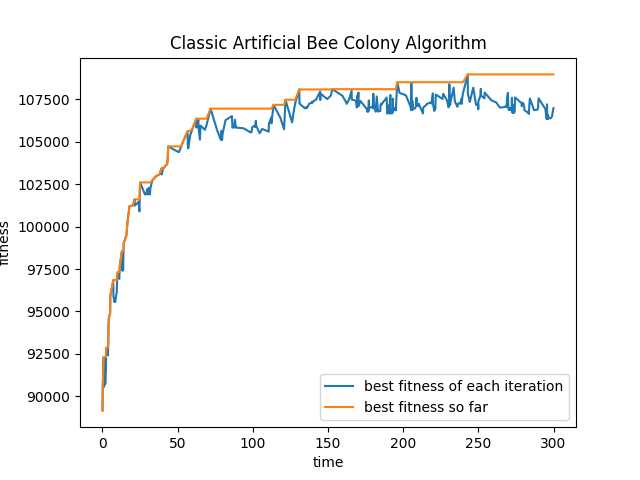 Classic Artificial Bee Colony Algorithm
fitness
107500
105000
102500
100000
97500
95000
92500
90000
best fitness of each iteration
best fitness so far
0 50 100 150 200 250 300
time